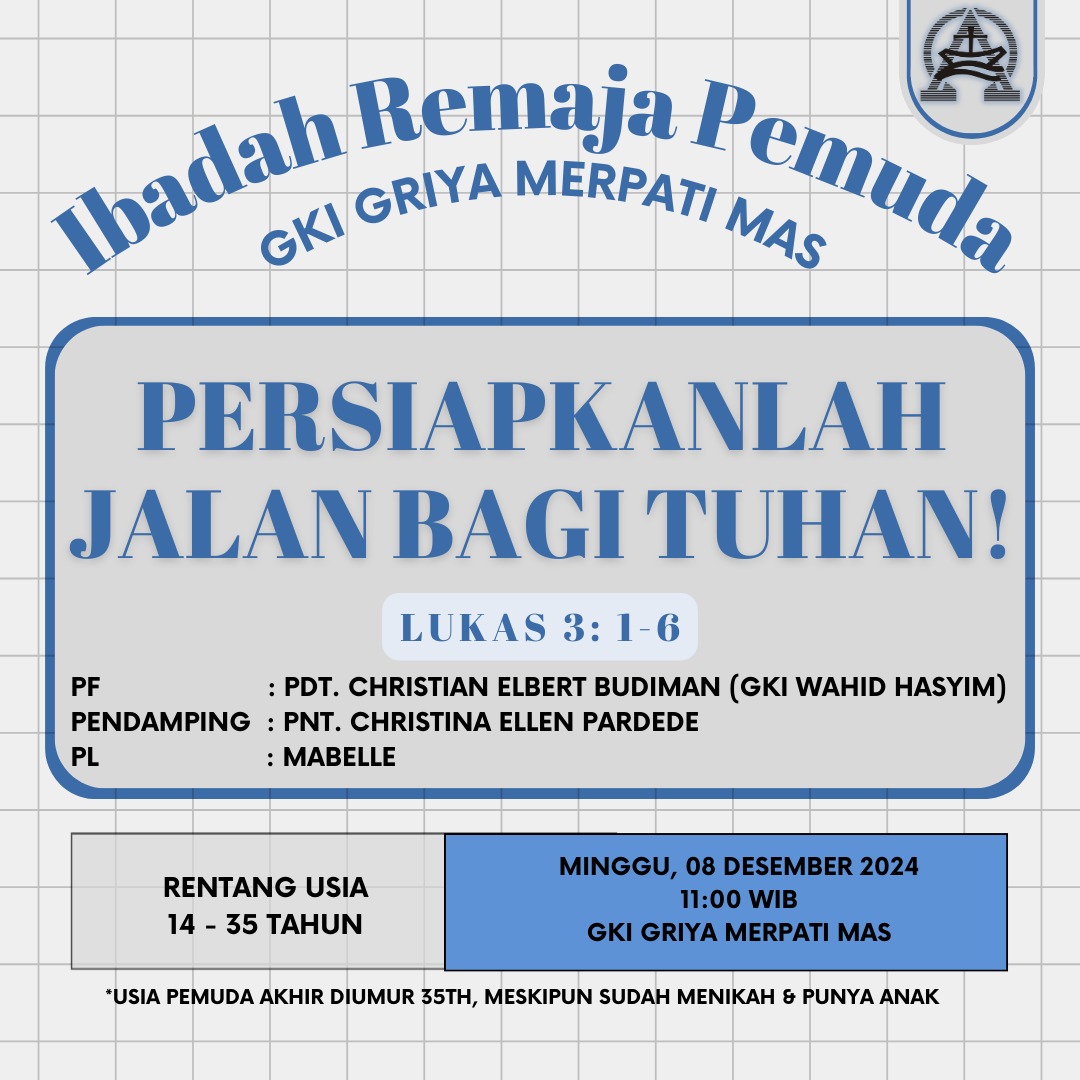 Ibadah Remaja Pemuda
GKI GRIYA MERPATI MAS
PERSIAPKANLAH
JALAN BAGI TUHAN!
LUKAS 3: 1-6
PF : PDT. CHRISTIAN ELBERT BUDIMAN (GKI WAHID HASYIM)
PENDAMPING : PNT. CHRISTINA ELLEN PARDEDE
PL : MABELLE
RENTANG USIA
14 - 35 TAHUN
MINGGU, 08 DESEMBER 2024
11:00 WIB
GKI GRIYA MERPATI MAS
*USIA PEMUDA AKHIR DIUMUR 35TH, MESKIPUN SUDAH MENIKAH & PUNYA ANAK